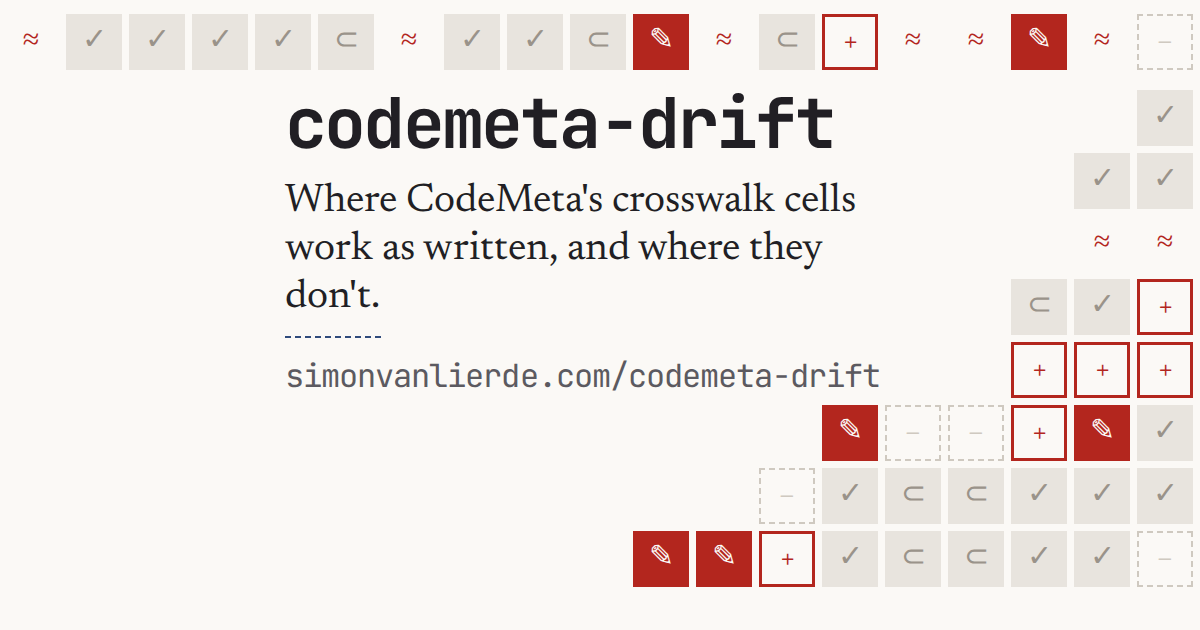 ≈ ✓ ✓ ✓ ✓ ⊂ ≈ ✓ ✓ ⊂ ✎ ≈ ⊂ + ≈ ≈ ✎ ≈ –
codemeta-drift
✓
Where CodeMeta's crosswalk cells
✓ ✓
work as written, and where they
≈ ≈
don't.
⊂ ✓ +
simonvanlierde.com/codemeta-drift
+ + +
✎ – – + ✎ ✓
– ✓ ⊂ ⊂ ✓ ✓ ✓
✎ ✎ + ✓ ⊂ ⊂ ✓ ✓ –